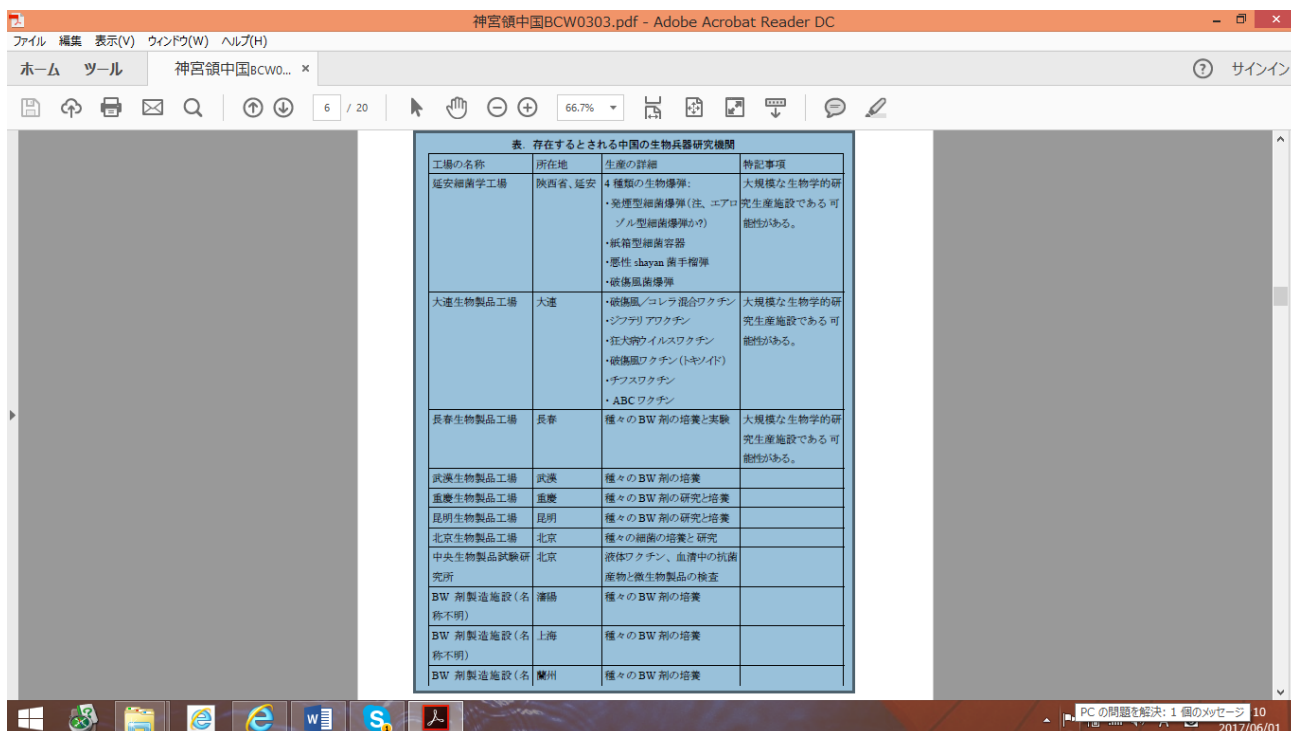 神宮領中国BCW0303.pdf - Adobe Acrobat Reader DC
ファイル 編集 表示(V) ウィンドウ(W) ヘルプ(H)
ホーム ツール 神宮領中国BCW0... × ? サインイン
6 / 20 66.7%
表. 存在するとされる中国の生物兵器研究機関
工場の名称 所在地 生産の詳細 特記事項
延安細菌学工場 陝西省、延安 4 種類の生物爆弾: 大規模な生物学的研
・発煙型細菌爆弾(注、エアロ 究生産施設である可
ゾル型細菌爆弾か?) 能性がある。
・紙箱型細菌容器
・悪性 shayan 菌手榴弾
・破傷風菌爆弾
大連生物製品工場 大連 ・破傷風/コレラ混合ワクチン 大規模な生物学的研
・ジフテリアワクチン 究生産施設である可
・狂犬病ウイルスワクチン 能性がある。
・破傷風ワクチン(トキソイド)
・チフスワクチン
・ABC ワクチン
長春生物製品工場 長春 種々の BW 剤の培養と実験 大規模な生物学的研
究生産施設である可
能性がある。
武漢生物製品工場 武漢 種々の BW 剤の培養
重慶生物製品工場 重慶 種々の BW 剤の研究と培養
昆明生物製品工場 昆明 種々の BW 剤の研究と培養
北京生物製品工場 北京 種々の細菌の培養と研究
中央生物製品試験研 北京 液体ワクチン、血清中の抗菌
究所 産物と微生物製品の検査
BW 剤製造施設(名 瀋陽 種々の BW 剤の培養
称不明)
BW 剤製造施設(名 上海 種々の BW 剤の培養
称不明)
BW 剤製造施設(名 蘭州 種々の BW 剤の培養
PC の問題を解決: 1 個のメッセージ 10
2017/06/01